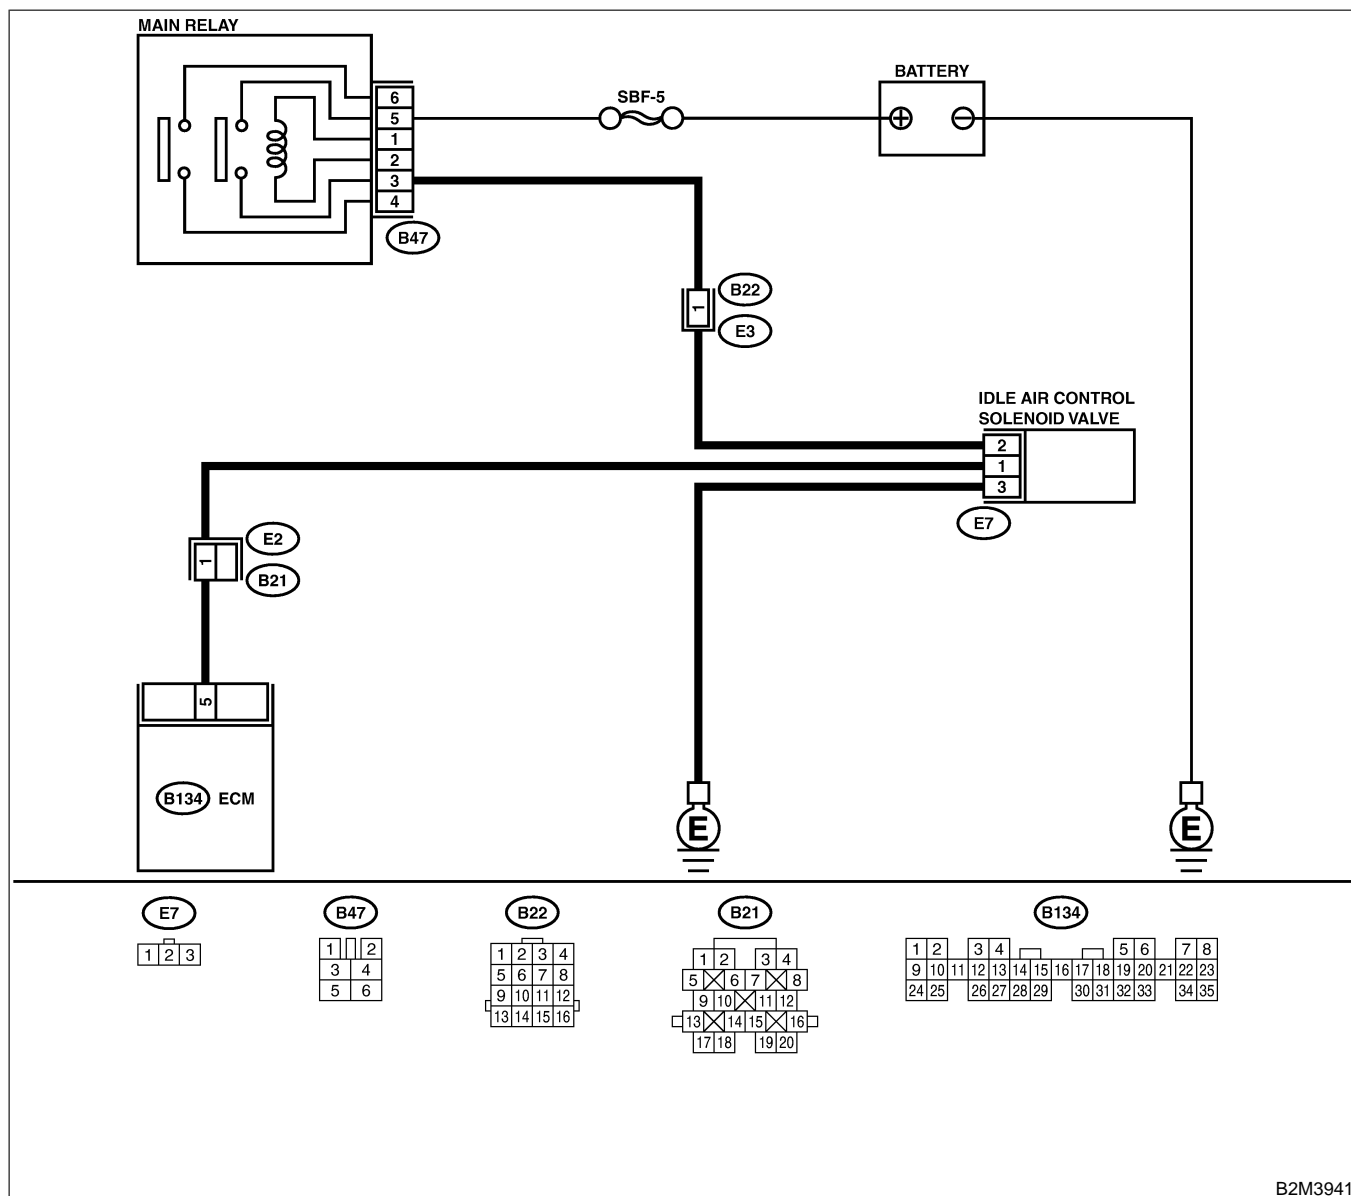 MAIN RELAY
BATTERY
SBF-5
6
5
1
2
3
4
B47
B22
1
E3
IDLE AIR CONTROL
SOLENOID VALVE
2
1
3
E7
E2
1
B21
5
B134 ECM
E
E
E7
B47
B22
B21
B134
1 2 3
1 2
3 4
5 6
1 2 3 4
5 6 7 8
9 10 11 12
13 14 15 16
1 2 3 4
5 6 7 8
9 10 11 12
13 14 15 16
17 18 19 20
1 2 3 4 5 6 7 8
9 10 11 12 13 14 15 16 17 18 19 20 21 22 23
24 25 26 27 28 29 30 31 32 33 34 35
B2M3941